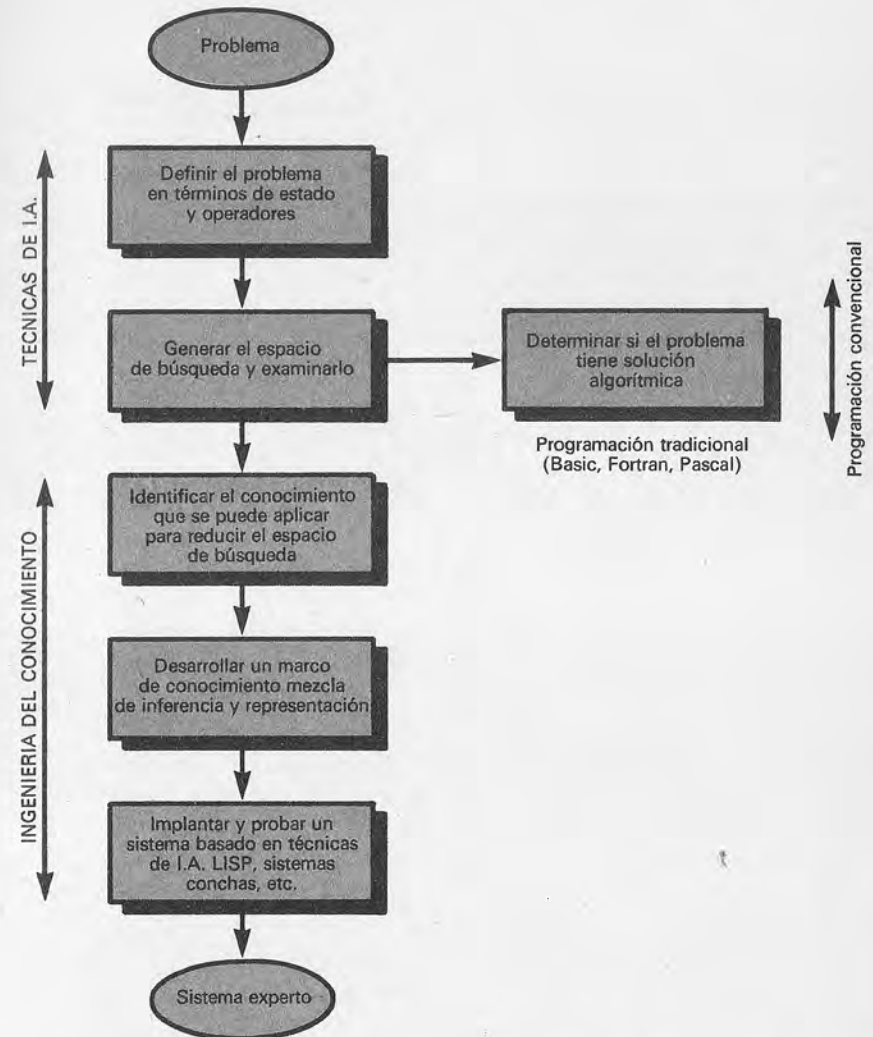 Problema
Definir el problema
en términos de estado
y operadores
TECNICAS DE I.A.
Generar el espacio
de búsqueda y examinarlo
Determinar si el problema
tiene solución
algorítmica
Programación tradicional
(Basic, Fortran, Pascal)
Programación convencional
Identificar el conocimiento
que se puede aplicar
para reducir el espacio
de búsqueda
INGENIERIA DEL CONOCIMIENTO
Desarrollar un marco
de conocimiento mezcla
de inferencia y representación
Implantar y probar un
sistema basado en técnicas
de I.A. LISP, sistemas
conchas, etc.
Sistema experto